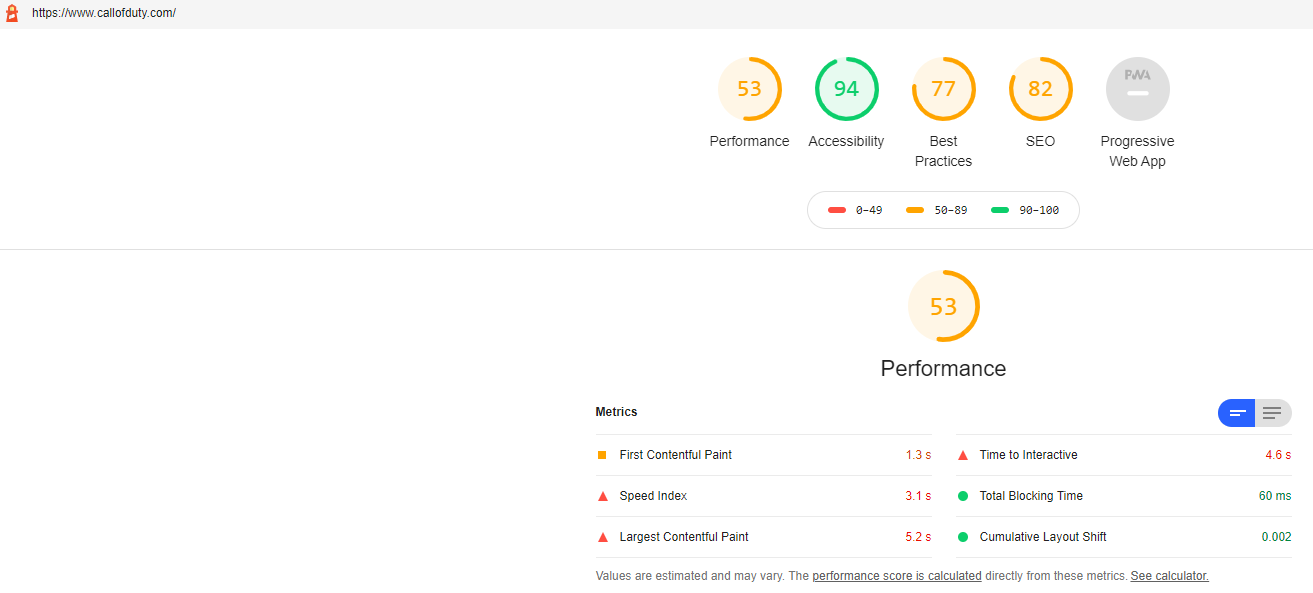 https://www.callofduty.com/
53 94 77 82 PWA
Performance Accessibility Best Practices SEO Progressive Web App
0–49 50–89 90–100
53
Performance
Metrics
First Contentful Paint 1.3 s
Time to Interactive 4.6 s
Speed Index 3.1 s
Total Blocking Time 60 ms
Largest Contentful Paint 5.2 s
Cumulative Layout Shift 0.002
Values are estimated and may vary. The performance score is calculated directly from these metrics. See calculator.